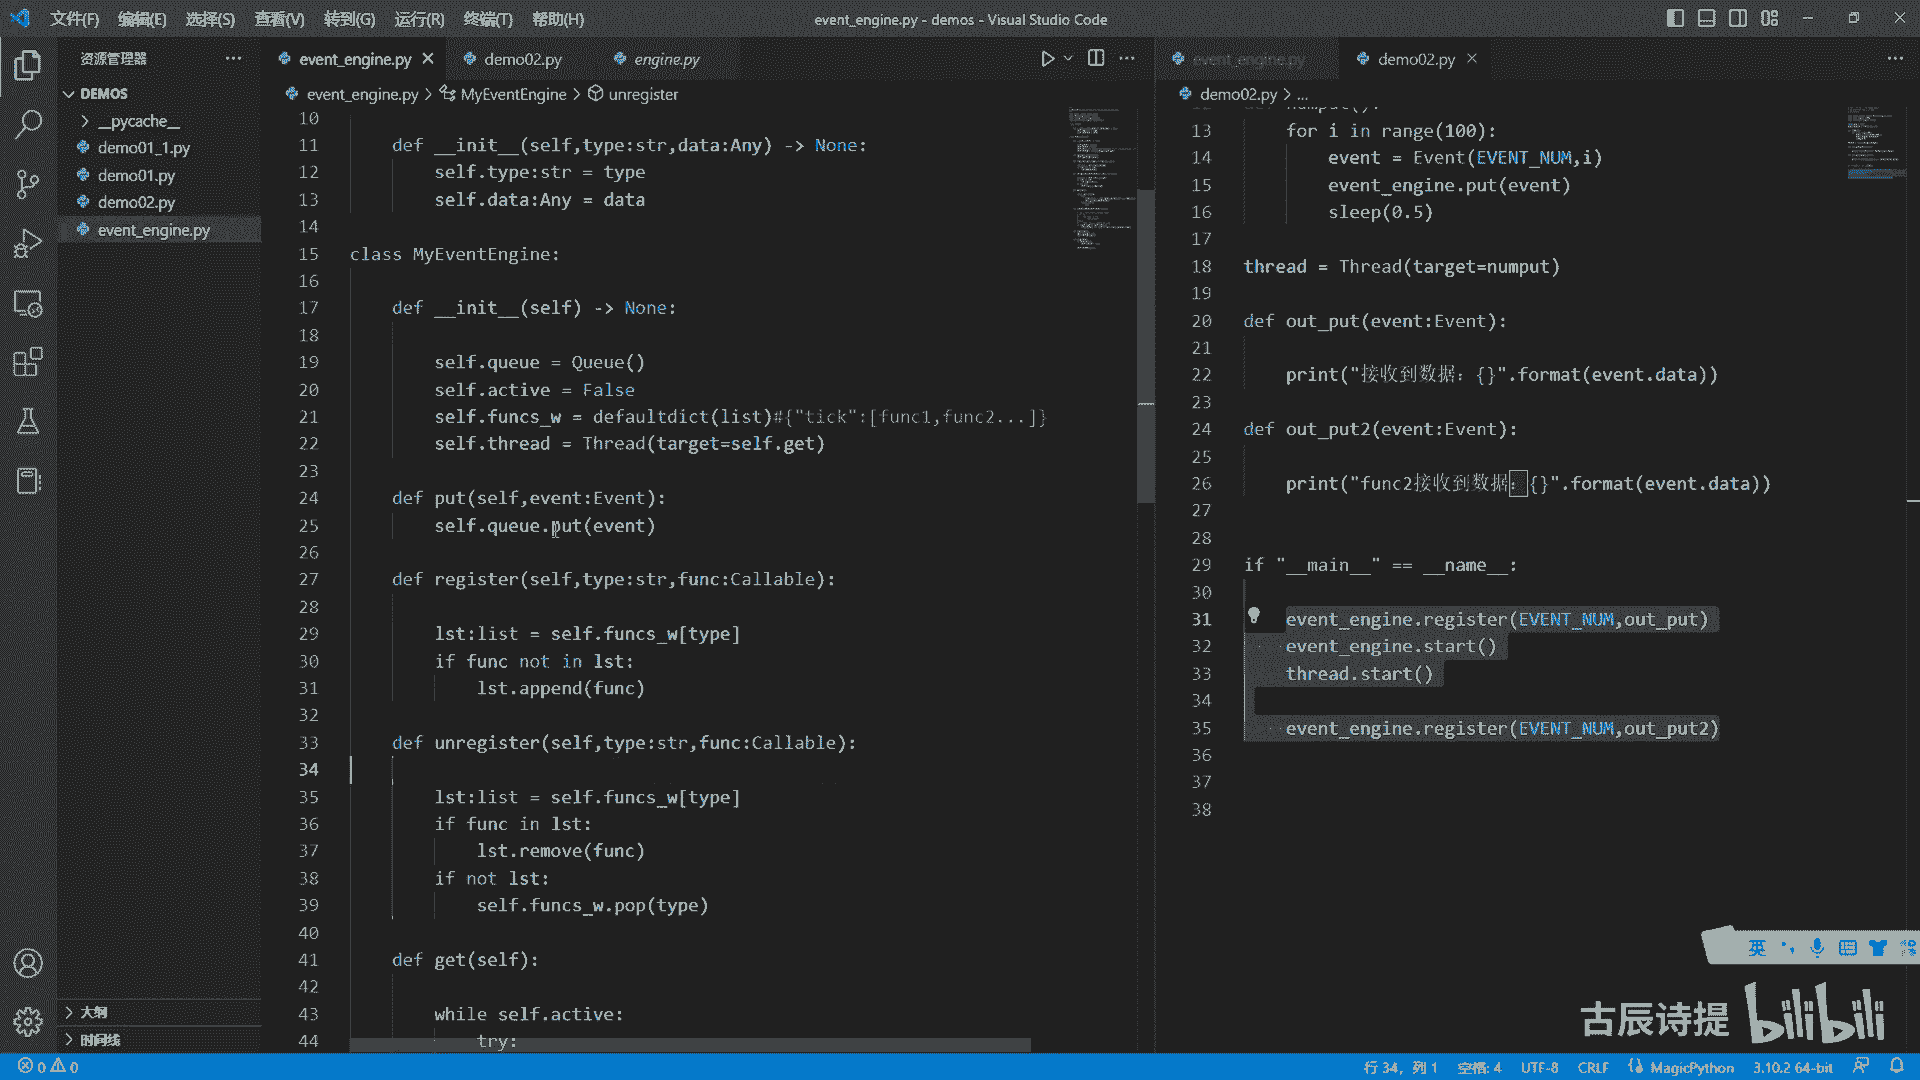 文件(F) 编辑(E) 选择(S) 查看(V) 转到(G) 运行(R) 终端(T) 帮助(H) event_engine.py - demos - Visual Studio Code
资源管理器
DEMOS
__pycache__
demo01_1.py
demo01.py
demo02.py
event_engine.py
大纲
时间线
event_engine.py demo02.py engine.py
event_engine.py > MyEventEngine > unregister
10
11 def __init__(self,type:str,data:Any) -> None:
12 self.type:str = type
13 self.data:Any = data
14
15 class MyEventEngine:
16
17 def __init__(self) -> None:
18
19 self.queue = Queue()
20 self.active = False
21 self.funcs_w = defaultdict(list)#{"tick":[func1,func2...]}
22 self.thread = Thread(target=self.get)
23
24 def put(self,event:Event):
25 self.queue.put(event)
26
27 def register(self,type:str,func:Callable):
28
29 lst:list = self.funcs_w[type]
30 if func not in lst:
31 lst.append(func)
32
33 def unregister(self,type:str,func:Callable):
34
35 lst:list = self.funcs_w[type]
36 if func in lst:
37 lst.remove(func)
38 if not lst:
39 self.funcs_w.pop(type)
40
41 def get(self):
42
43 while self.active:
44 try:
event_engine.py demo02.py
demo02.py > ...
13 for i in range(100):
14 event = Event(EVENT_NUM,i)
15 event_engine.put(event)
16 sleep(0.5)
17
18 thread = Thread(target=numput)
19
20 def out_put(event:Event):
21
22 print("接收到数据：{}".format(event.data))
23
24 def out_put2(event:Event):
25
26 print("func2接收到数据：{}".format(event.data))
27
28
29 if "__main__" == __name__:
30
31 event_engine.register(EVENT_NUM,out_put)
32 event_engine.start()
33 thread.start()
34
35 event_engine.register(EVENT_NUM,out_put2)
36
37
38
英
古辰诗提 bilibili
0 0 行 34，列 1 空格: 4 UTF-8 CRLF MagicPython 3.10.2 64-bit